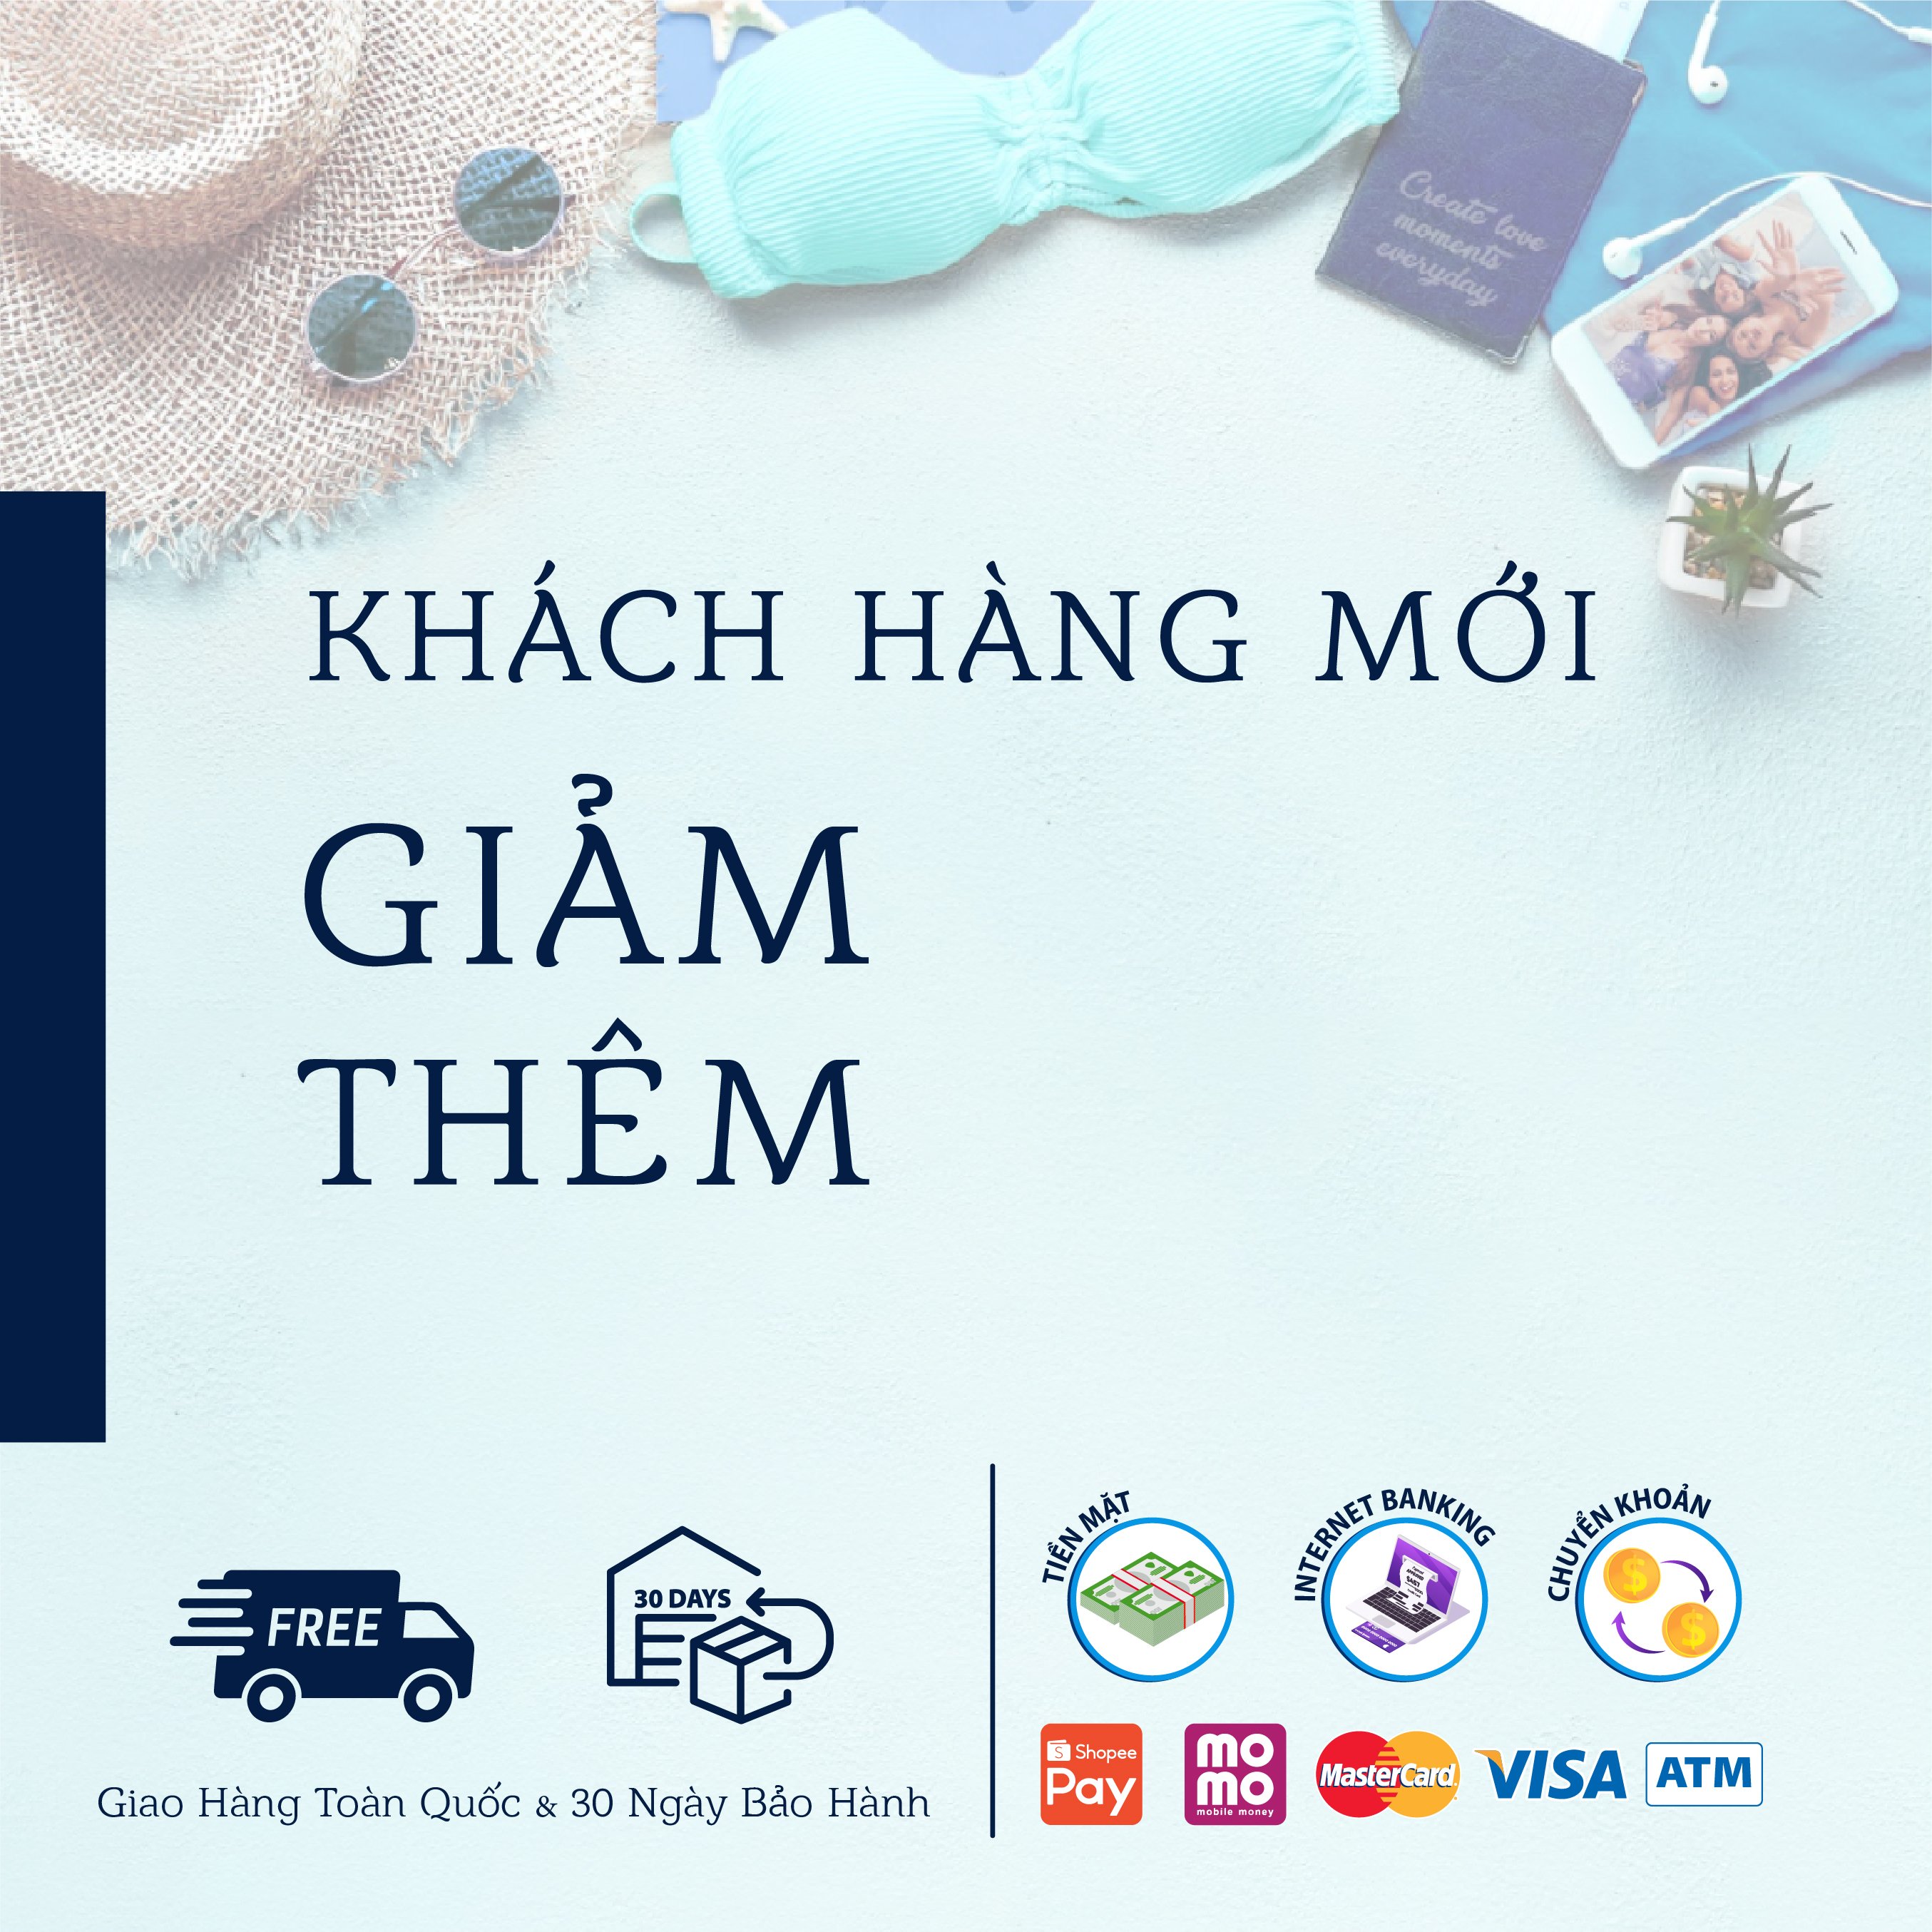 Create love
moments
everyday
KHÁCH HÀNG MỚI
GIẢM
THÊM
FREE
30 DAYS
Giao Hàng Toàn Quốc & 30 Ngày Bảo Hành
TIỀN MẶT
INTERNET BANKING
CHUYỂN KHOẢN
S Shopee
Pay
mo
mo
mobile money
MasterCard
VISA
ATM